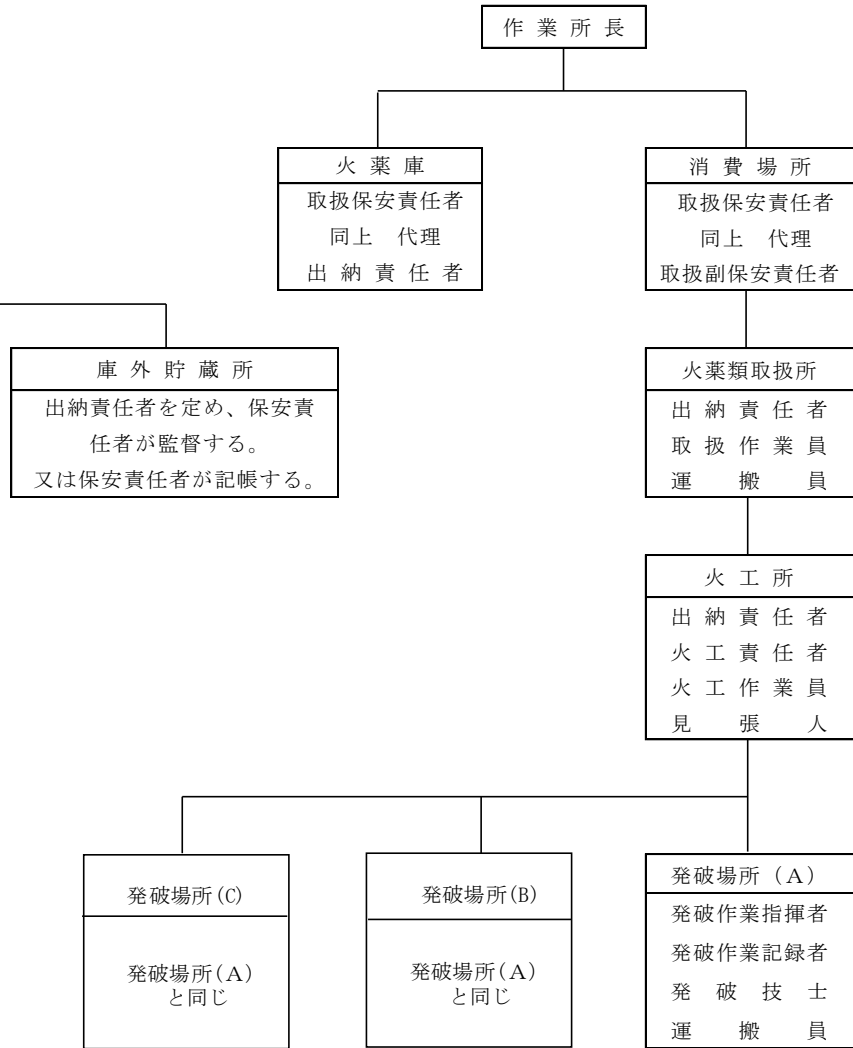 作業所長
火薬庫
取扱保安責任者
同上　代理
出納責任者
消費場所
取扱保安責任者
同上　代理
取扱副保安責任者
庫外貯蔵所
出納責任者を定め、保安責
任者が監督する。
又は保安責任者が記帳する。
火薬類取扱所
出納責任者
取扱作業員
運搬員
火工所
出納責任者
火工責任者
火工作業員
見張人
発破場所(C)
発破場所(A)
と同じ
発破場所(B)
発破場所(A)
と同じ
発破場所（A）
発破作業指揮者
発破作業記録者
発破技士
運搬員